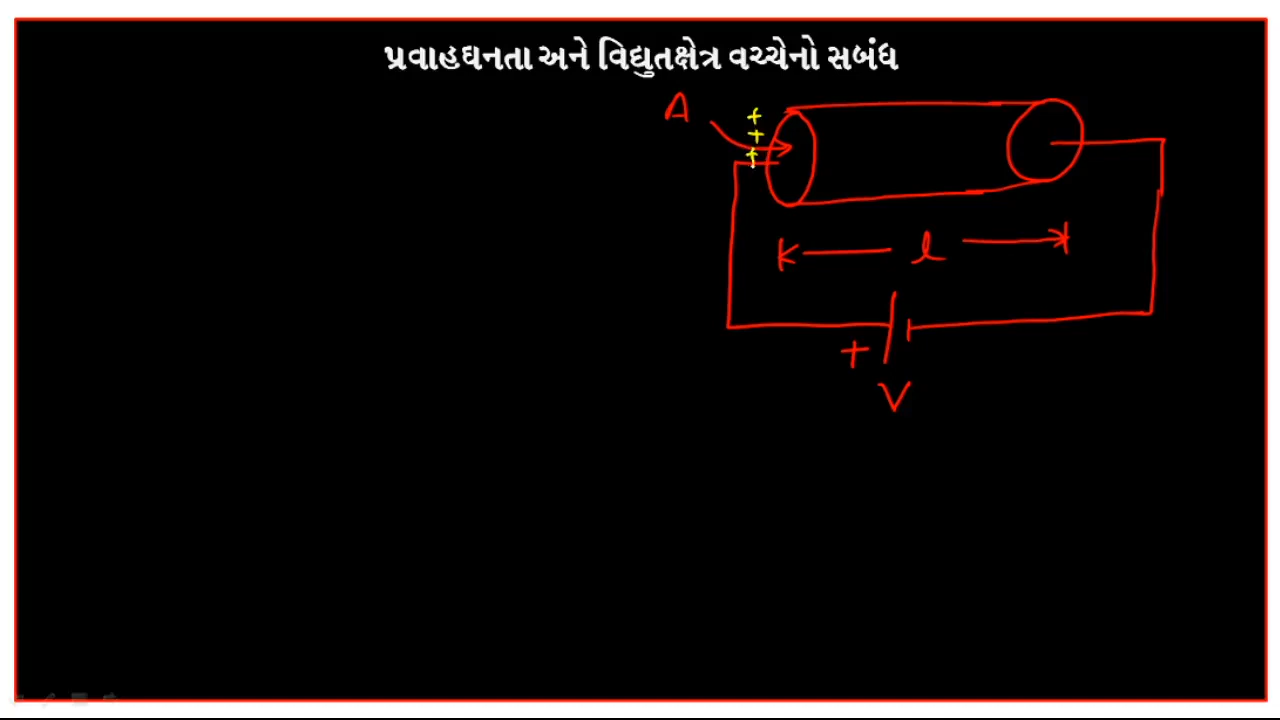 પ્રવાહઘનતા અને વિદ્યુતક્ષેત્ર વચ્ચેનો સબંધ
A
+
+
+
l
+
V